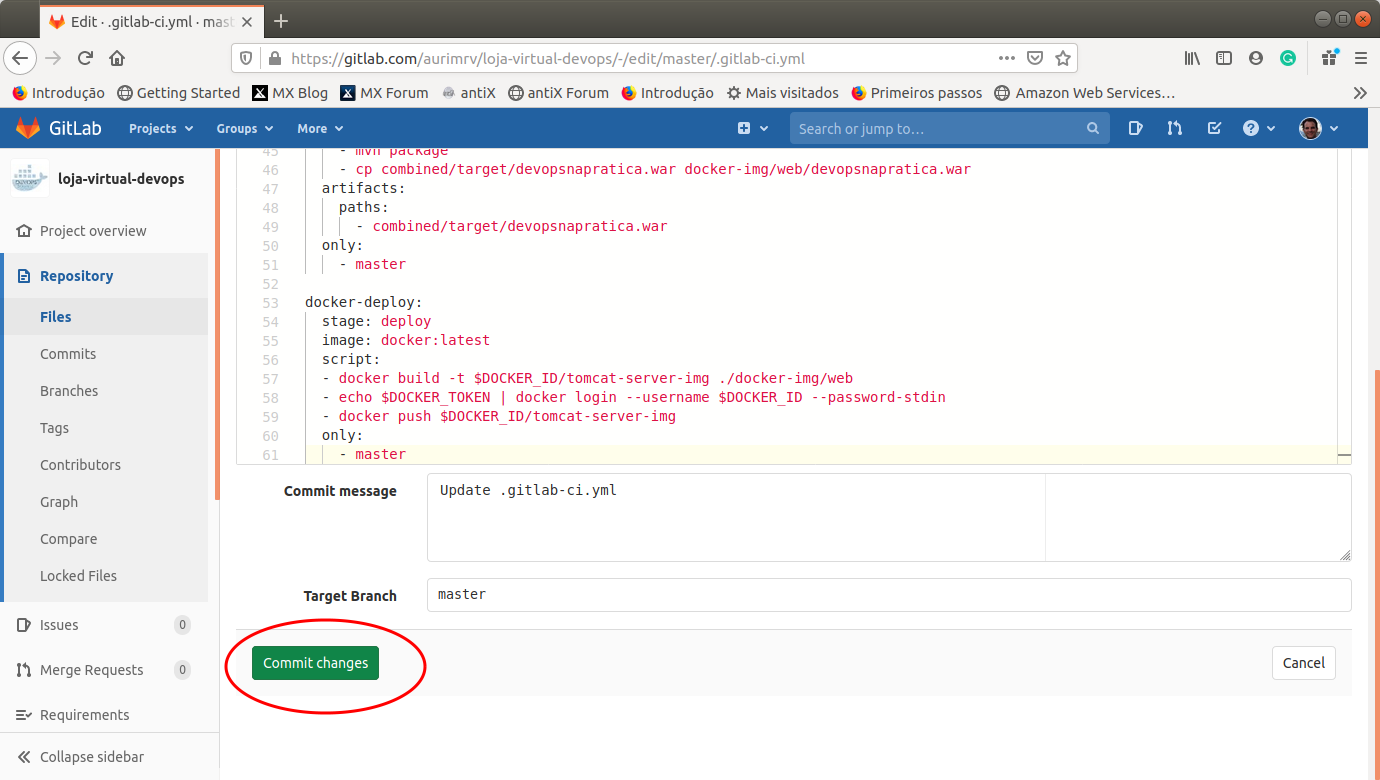 Edit · .gitlab-ci.yml · mast
https://gitlab.com/aurimrv/loja-virtual-devops/-/edit/master/.gitlab-ci.yml
Introdução Getting Started MX Blog MX Forum antiX antiX Forum Introdução Mais visitados Primeiros passos Amazon Web Services…
GitLab Projects Groups More Search or jump to…
DEVOPS loja-virtual-devops
Project overview
Repository
Files
Commits
Branches
Tags
Contributors
Graph
Compare
Locked Files
Issues 0
Merge Requests 0
Requirements
Collapse sidebar
45 - mvn package
46 - cp combined/target/devopsnapratica.war docker-img/web/devopsnapratica.war
47 artifacts:
48 paths:
49 - combined/target/devopsnapratica.war
50 only:
51 - master
52
53 docker-deploy:
54 stage: deploy
55 image: docker:latest
56 script:
57 - docker build -t $DOCKER_ID/tomcat-server-img ./docker-img/web
58 - echo $DOCKER_TOKEN | docker login --username $DOCKER_ID --password-stdin
59 - docker push $DOCKER_ID/tomcat-server-img
60 only:
61 - master
Commit message Update .gitlab-ci.yml
Target Branch master
Commit changes Cancel